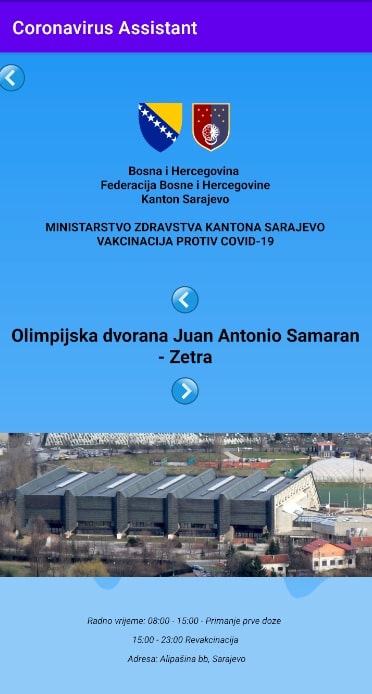 Coronavirus Assistant
Bosna i Hercegovina
Federacija Bosne i Hercegovine
Kanton Sarajevo
MINISTARSTVO ZDRAVSTVA KANTONA SARAJEVO
VAKCINACIJA PROTIV COVID-19
Olimpijska dvorana Juan Antonio Samaran
- Zetra
Radno vrijeme: 08:00 - 15:00 - Primanje prve doze
15:00 - 23:00 Revakcinacija
Adresa: Alipašina bb, Sarajevo